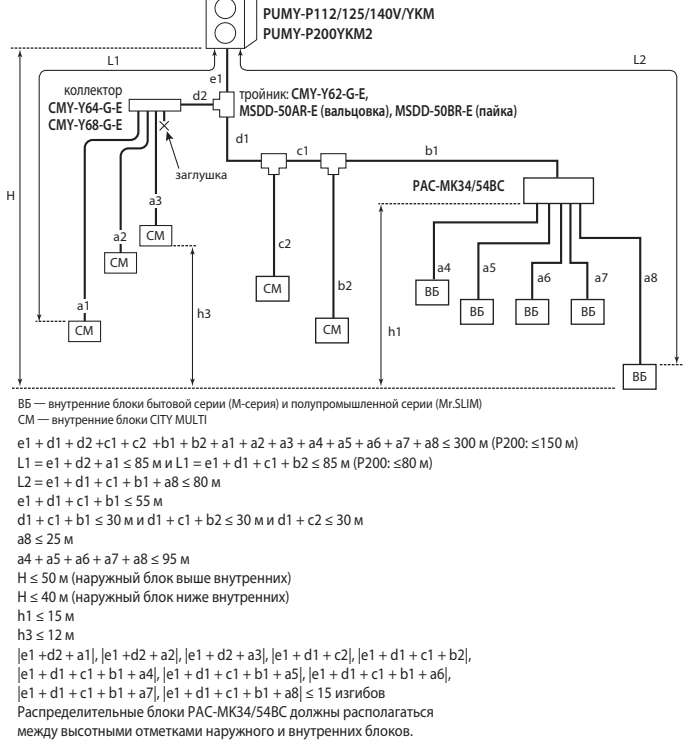 PUMY-P112/125/140V/YKM
PUMY-P200YKM2
L1
L2
e1
коллектор
CMY-Y64-G-E
CMY-Y68-G-E
d2
тройник: CMY-Y62-G-E,
MSDD-50AR-E (вальцовка), MSDD-50BR-E (пайка)
d1
c1
b1
заглушка
PAC-MK34/54BC
H
a3
a2
CM
CM
c2
a4
a5
a6
a7
a8
ВБ
CM
b2
a1
h3
ВБ
ВБ
ВБ
CM
CM
h1
ВБ
ВБ — внутренние блоки бытовой серии (М-серия) и полупромышленной серии (Mr.SLIM)
СМ — внутренние блоки CITY MULTI
e1 + d1 + d2 +c1 + c2 +b1 + b2 + a1 + a2 + a3 + a4 + a5 + a6 + a7 + a8 ≤ 300 м (P200: ≤150 м)
L1 = e1 + d2 + a1 ≤ 85 м и L1 = e1 + d1 + c1 + b2 ≤ 85 м (P200: ≤80 м)
L2 = e1 + d1 + c1 + b1 + a8 ≤ 80 м
e1 + d1 + c1 + b1 ≤ 55 м
d1 + c1 + b1 ≤ 30 м и d1 + c1 + b2 ≤ 30 м и d1 + c2 ≤ 30 м
a8 ≤ 25 м
a4 + a5 + a6 + a7 + a8 ≤ 95 м
H ≤ 50 м (наружный блок выше внутренних)
H ≤ 40 м (наружный блок ниже внутренних)
h1 ≤ 15 м
h3 ≤ 12 м
|e1 +d2 + a1|, |e1 +d2 + a2|, |e1 + d2 + a3|, |e1 + d1 + c2|, |e1 + d1 + c1 + b2|,
|e1 + d1 + c1 + b1 + a4|, |e1 + d1 + c1 + b1 + a5|, |e1 + d1 + c1 + b1 + a6|,
|e1 + d1 + c1 + b1 + a7|, |e1 + d1 + c1 + b1 + a8| ≤ 15 изгибов
Распределительные блоки PAC-MK34/54BC должны располагаться
между высотными отметками наружного и внутренних блоков.